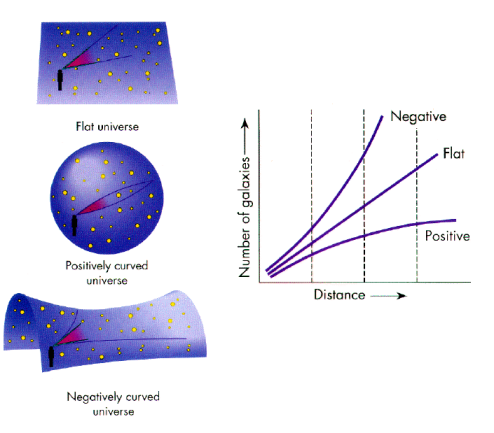 Flat universe
Positively curved
universe
Negatively curved
universe
Number of galaxies
Negative
Flat
Positive
Distance